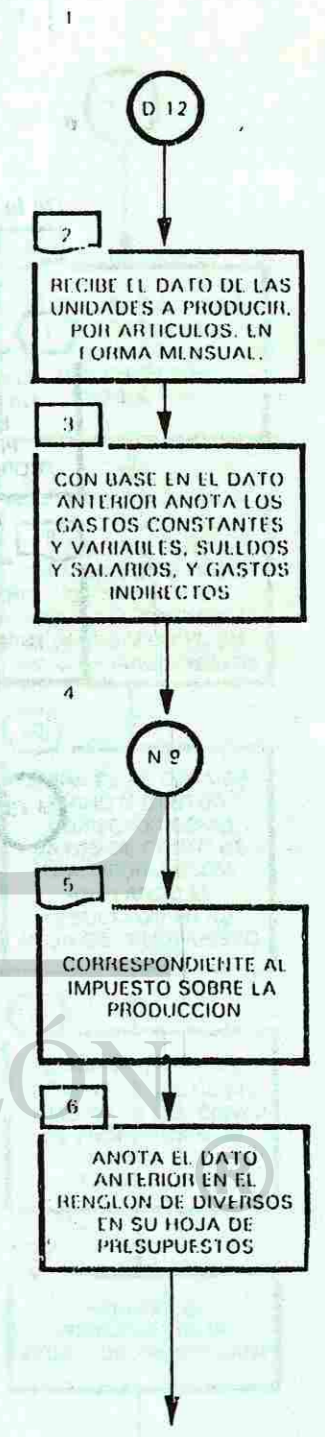 1
D 12
2
RECIBE EL DATO DE LAS
UNIDADES A PRODUCIR,
POR ARTICULOS, EN
FORMA MENSUAL.
3
CON BASE EN EL DATO
ANTERIOR ANOTA LOS
GASTOS CONSTANTES
Y VARIABLES, SUELDOS
Y SALARIOS, Y GASTOS
INDIRECTOS
4
N 9
5
CORRESPONDIENTE AL
IMPUESTO SOBRE LA
PRODUCCION
6
ANOTA EL DATO
ANTERIOR EN EL
RENGLON DE DIVERSOS
EN SU HOJA DE
PRESUPUESTOS
IÓN
®